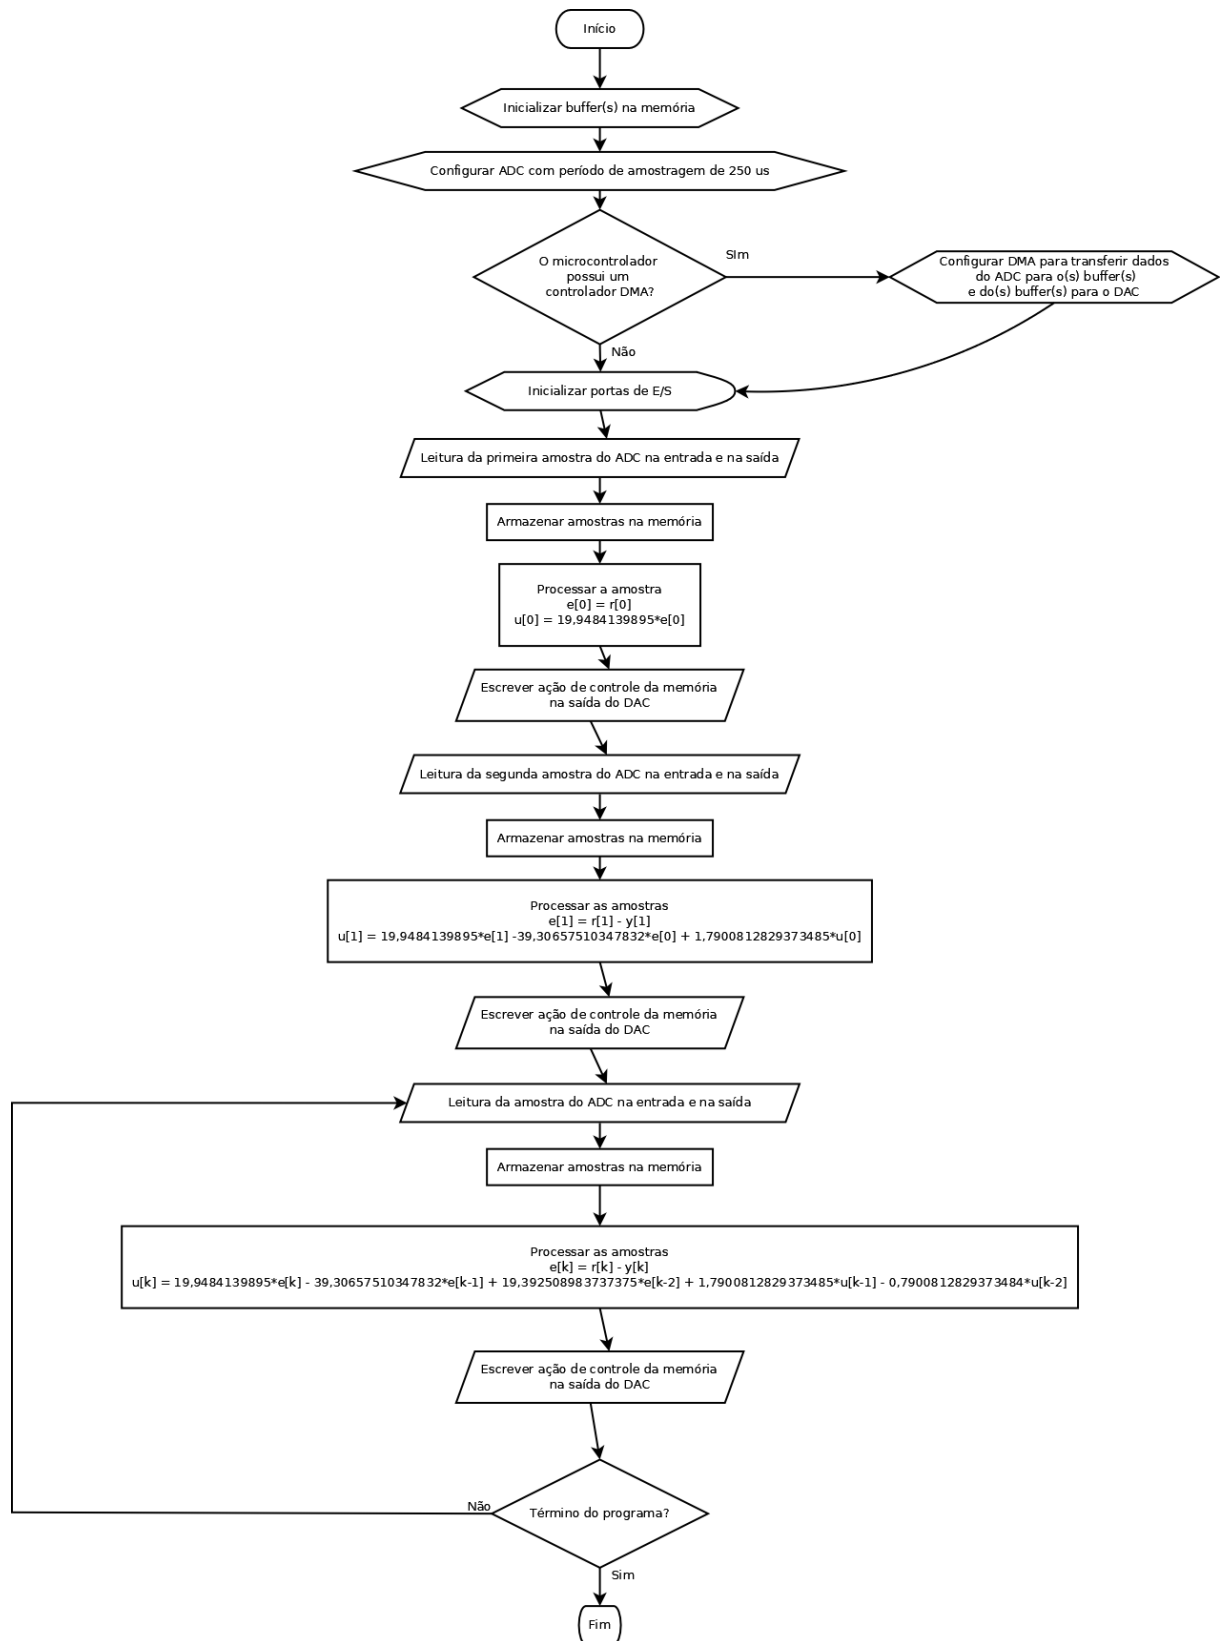 Início
Inicializar buffer(s) na memória
Configurar ADC com período de amostragem de 250 us
O microcontrolador
possui um
controlador DMA?
SIm
Configurar DMA para transferir dados
do ADC para o(s) buffer(s)
e do(s) buffer(s) para o DAC
Não
Inicializar portas de E/S
Leitura da primeira amostra do ADC na entrada e na saída
Armazenar amostras na memória
Processar a amostra
e[0] = r[0]
u[0] = 19,9484139895*e[0]
Escrever ação de controle da memória
na saída do DAC
Leitura da segunda amostra do ADC na entrada e na saída
Armazenar amostras na memória
Processar as amostras
e[1] = r[1] - y[1]
u[1] = 19,9484139895*e[1] -39,30657510347832*e[0] + 1,7900812829373485*u[0]
Escrever ação de controle da memória
na saída do DAC
Leitura da amostra do ADC na entrada e na saída
Armazenar amostras na memória
Processar as amostras
e[k] = r[k] - y[k]
u[k] = 19,9484139895*e[k] - 39,30657510347832*e[k-1] + 19,392508983737375*e[k-2] + 1,7900812829373485*u[k-1] - 0,7900812829373484*u[k-2]
Escrever ação de controle da memória
na saída do DAC
Não
Término do programa?
Sim
Fim